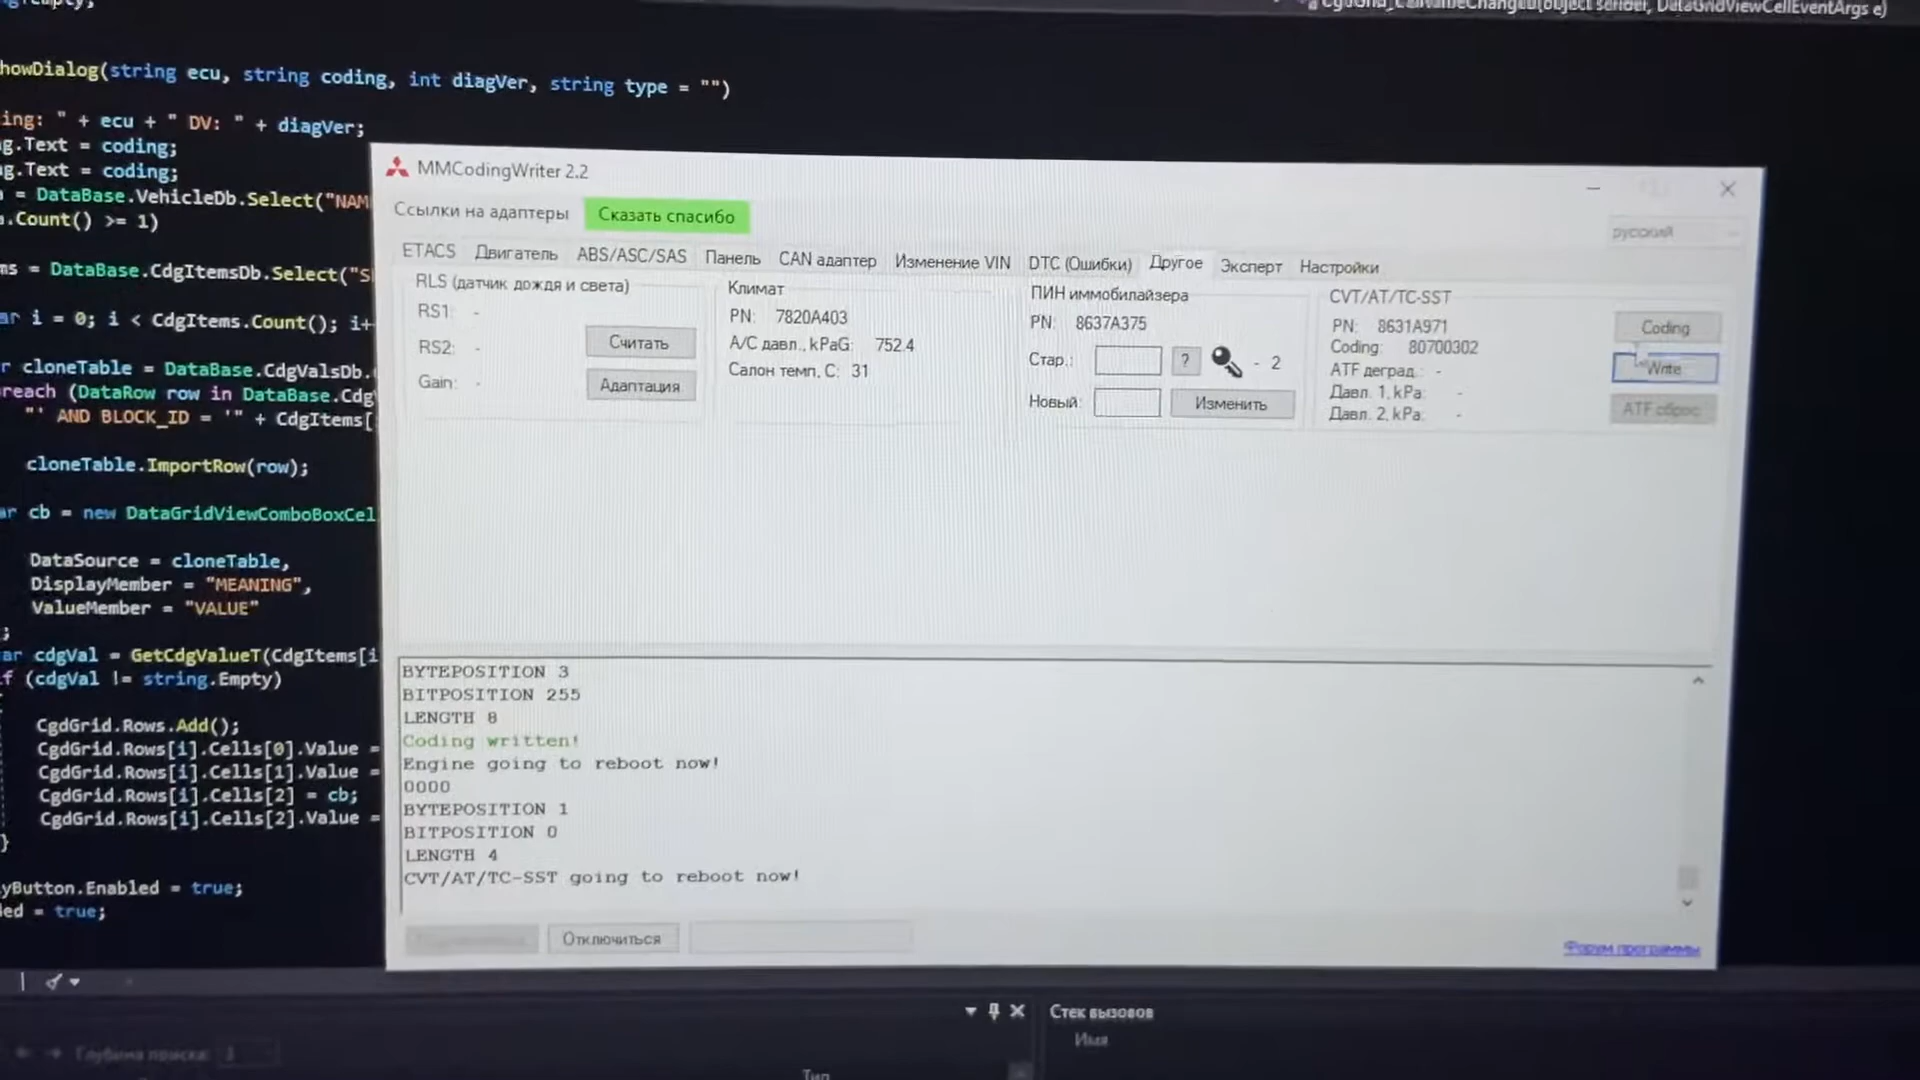 howDialog(string ecu, string coding, int diagVer, string type = "")
ing: " + ecu + " DV: " + diagVer;
g.Text = coding;
g.Text = coding;
= DataBase.VehicleDb.Select("NAM
.Count() >= 1)
ms = DataBase.CdgItemsDb.Select("S
ar i = 0; i < CdgItems.Count(); i+
r cloneTable = DataBase.CdgValsDb.
reach (DataRow row in DataBase.Cdg
"' AND BLOCK_ID = '" + CdgItems[
cloneTable.ImportRow(row);
ar cb = new DataGridViewComboBoxCel
DataSource = cloneTable,
DisplayMember = "MEANING",
ValueMember = "VALUE"
;
ar cdgVal = GetCdgValueT(CdgItems[i
f (cdgVal != string.Empty)
CgdGrid.Rows.Add();
CgdGrid.Rows[i].Cells[0].Value =
CgdGrid.Rows[i].Cells[1].Value =
CgdGrid.Rows[i].Cells[2] = cb;
CgdGrid.Rows[i].Cells[2].Value =
}
yButton.Enabled = true;
led = true;
MMCodingWriter 2.2
Ссылки на адаптеры Сказать спасибо
русский
ETACS Двигатель ABS/ASC/SAS Панель CAN адаптер Изменение VIN DTC (Ошибки) Другое Эксперт Настройки
RLS (датчик дождя и света)
RS1: -
RS2: -
Gain: -
Считать
Адаптация
Климат
PN: 7820A403
A/C давл., kPaG: 752.4
Салон темп, C: 31
ПИН иммобилайзера
PN: 8637A375
Стар.: ? - 2
Новый: Изменить
CVT/AT/TC-SST
PN: 8631A971
Coding: 80700302
ATF деград.: -
Давл. 1, kPa: -
Давл. 2, kPa: -
Coding
Write
ATF сброс
BYTEPOSITION 3
BITPOSITION 255
LENGTH 8
Coding written!
Engine going to reboot now!
0000
BYTEPOSITION 1
BITPOSITION 0
LENGTH 4
CVT/AT/TC-SST going to reboot now!
Отключиться
Форум программы
Стек вызовов
Имя
Глубина поиска:
Тип